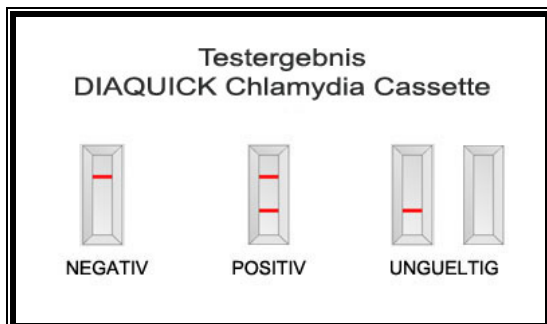 Testergebnis
DIAQUICK Chlamydia Cassette
NEGATIV POSITIV UNGUELTIG